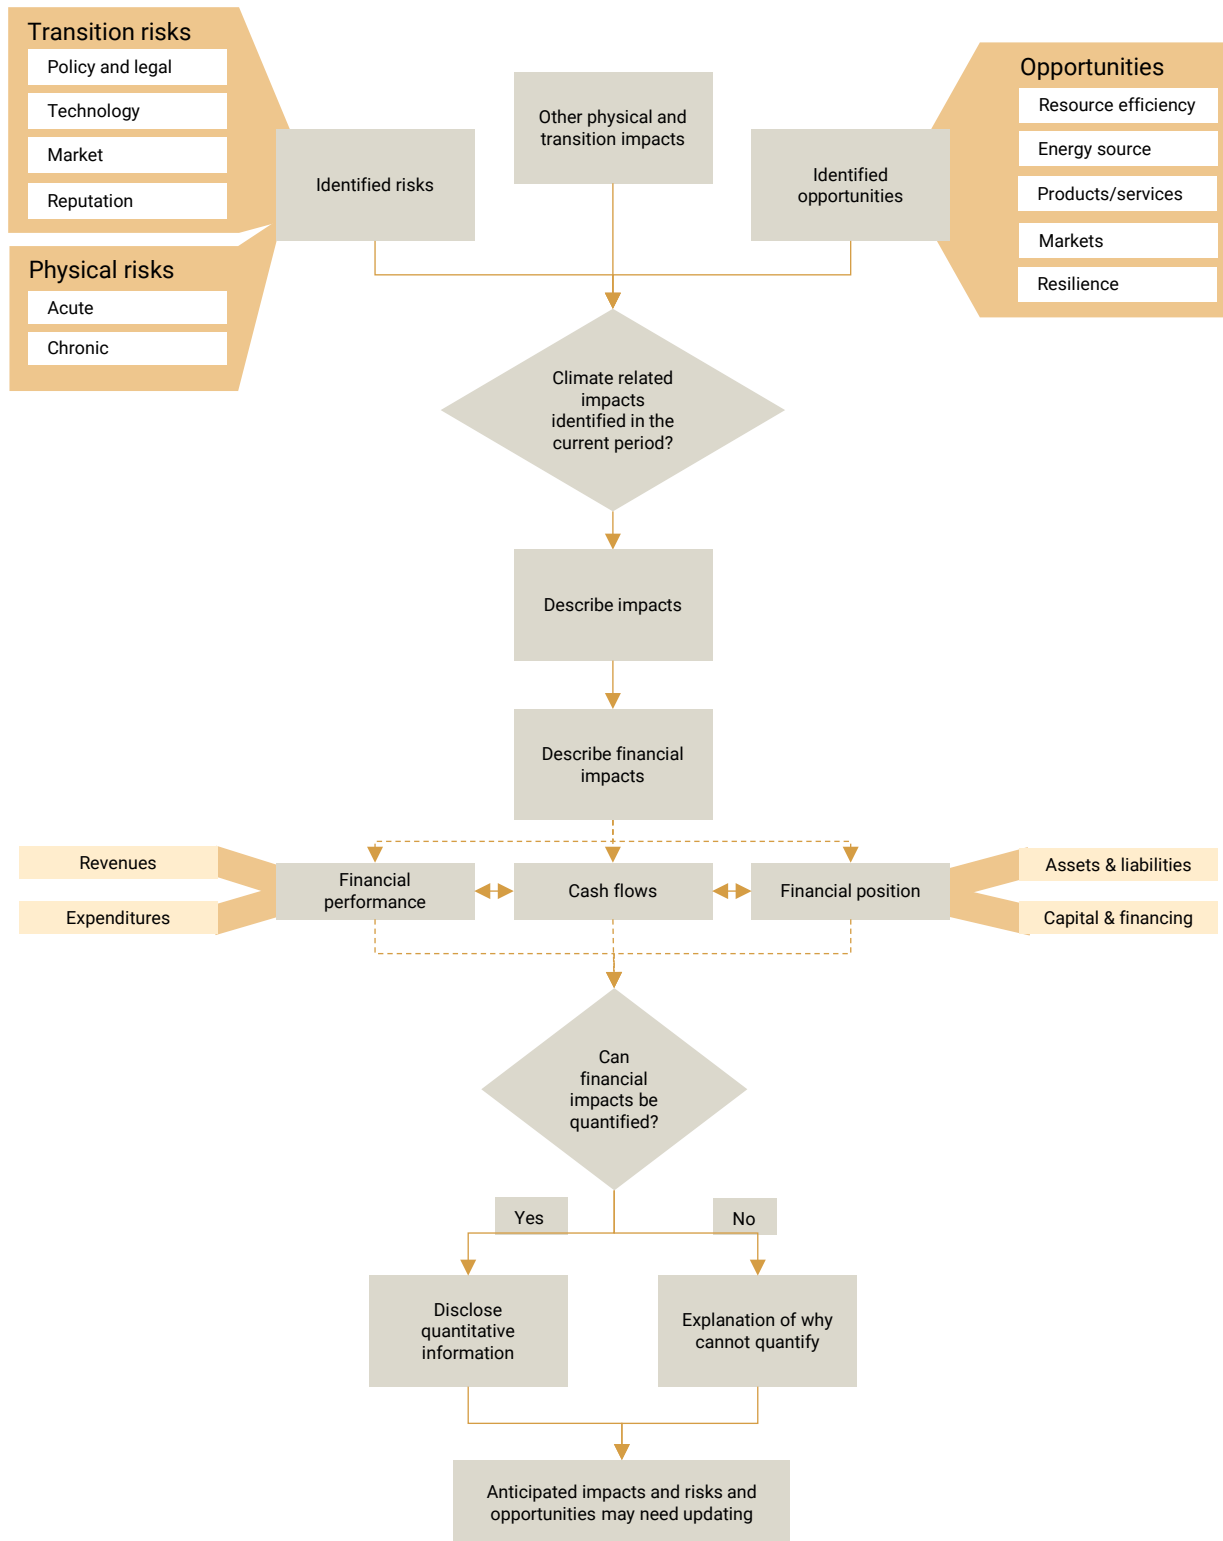 Transition risks
Policy and legal
Technology
Market
Reputation
Physical risks
Acute
Chronic
Identified risks
Other physical and
transition impacts
Identified
opportunities
Opportunities
Resource efficiency
Energy source
Products/services
Markets
Resilience
Climate related
impacts
identified in the
current period?
Describe impacts
Describe financial
impacts
Revenues
Expenditures
Financial
performance
Cash flows
Financial position
Assets & liabilities
Capital & financing
Can
financial
impacts be
quantified?
Yes
No
Disclose
quantitative
information
Explanation of why
cannot quantify
Anticipated impacts and risks and
opportunities may need updating